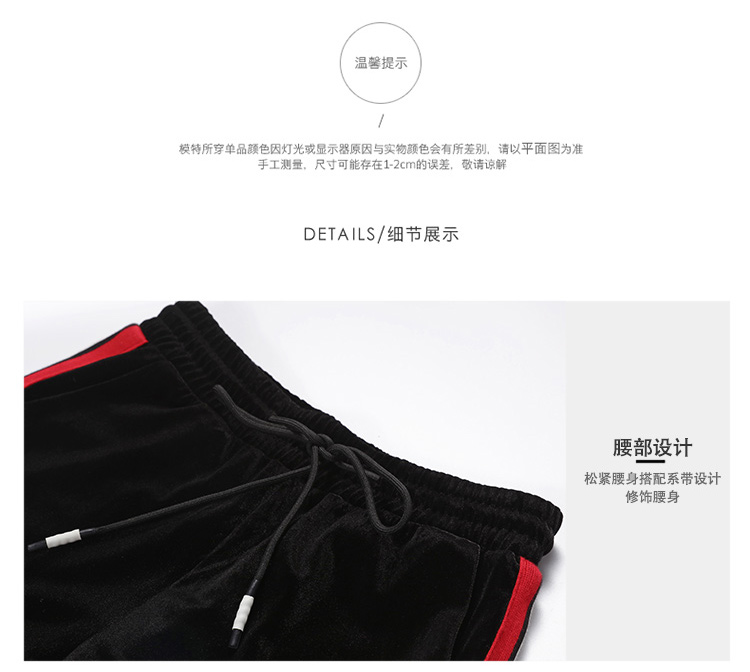 温馨提示
/
模特所穿单品颜色因灯光或显示器原因与实物颜色会有所差别，请以平面图为准
手工测量，尺寸可能存在1-2cm的误差，敬请谅解
DETAILS/细节展示
腰部设计
松紧腰身搭配系带设计
修饰腰身